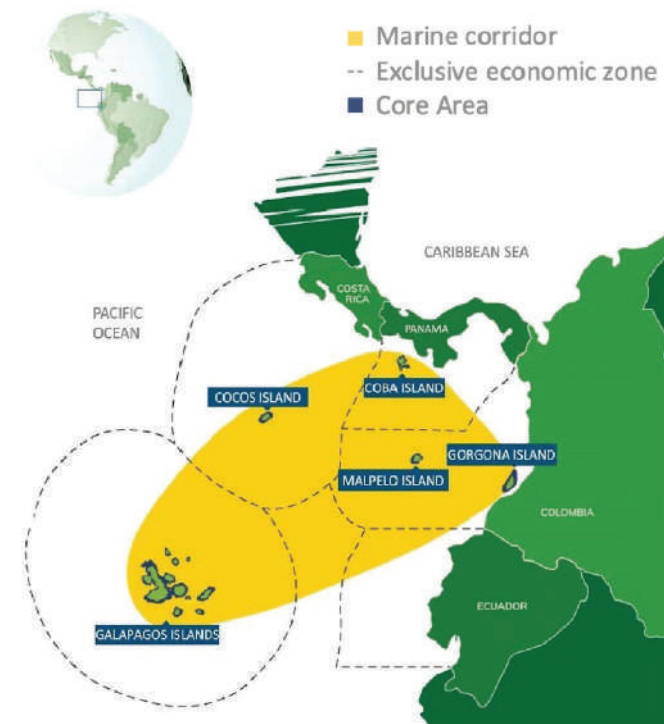 Marine corridor
Exclusive economic zone
Core Area
CARIBBEAN SEA
PACIFIC
OCEAN
COSTA
RICA
PANAMA
COCOS ISLAND
COBA ISLAND
MALPELO ISLAND
GORGONA ISLAND
COLOMBIA
ECUADOR
GALAPAGOS ISLANDS